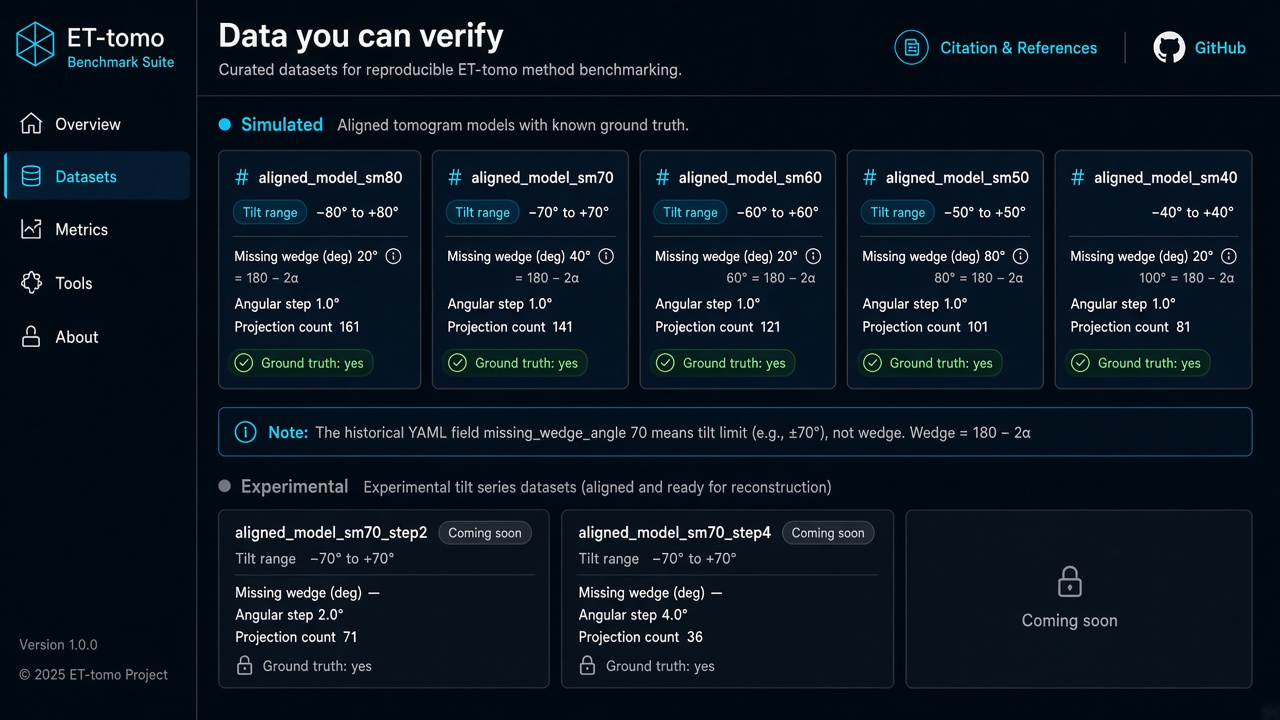 ET-tomo
Benchmark Suite
Overview
Datasets
Metrics
Tools
About
Version 1.0.0
© 2025 ET-tomo Project
Data you can verify
Curated datasets for reproducible ET-tomo method benchmarking.
Citation & References
GitHub
Simulated Aligned tomogram models with known ground truth.
# aligned_model_sm80
Tilt range −80° to +80°
Missing wedge (deg) 20°
= 180 − 2α
Angular step 1.0°
Projection count 161
Ground truth: yes
# aligned_model_sm70
Tilt range −70° to +70°
Missing wedge (deg) 40°
= 180 − 2α
Angular step 1.0°
Projection count 141
Ground truth: yes
# aligned_model_sm60
Tilt range −60° to +60°
Missing wedge (deg) 20°
60° = 180 − 2α
Angular step 1.0°
Projection count 121
Ground truth: yes
# aligned_model_sm50
Tilt range −50° to +50°
Missing wedge (deg) 80°
80° = 180 − 2α
Angular step 1.0°
Projection count 101
Ground truth: yes
# aligned_model_sm40
−40° to +40°
Missing wedge (deg) 20°
100° = 180 − 2α
Angular step 1.0°
Projection count 81
Ground truth: yes
Note: The historical YAML field missing_wedge_angle 70 means tilt limit (e.g., ±70°), not wedge. Wedge = 180 − 2α
Experimental Experimental tilt series datasets (aligned and ready for reconstruction)
aligned_model_sm70_step2 Coming soon
Tilt range −70° to +70°
Missing wedge (deg) —
Angular step 2.0°
Projection count 71
Ground truth: yes
aligned_model_sm70_step4 Coming soon
Tilt range −70° to +70°
Missing wedge (deg) —
Angular step 4.0°
Projection count 36
Ground truth: yes
Coming soon